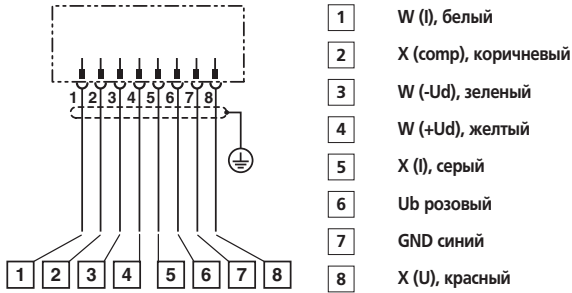 1 2 3 4 5 6 7 8
1 2 3 4 5 6 7 8
1 W (I), белый
2 X (comp), коричневый
3 W (-Ud), зеленый
4 W (+Ud), желтый
5 X (I), серый
6 Ub розовый
7 GND синий
8 X (U), красный